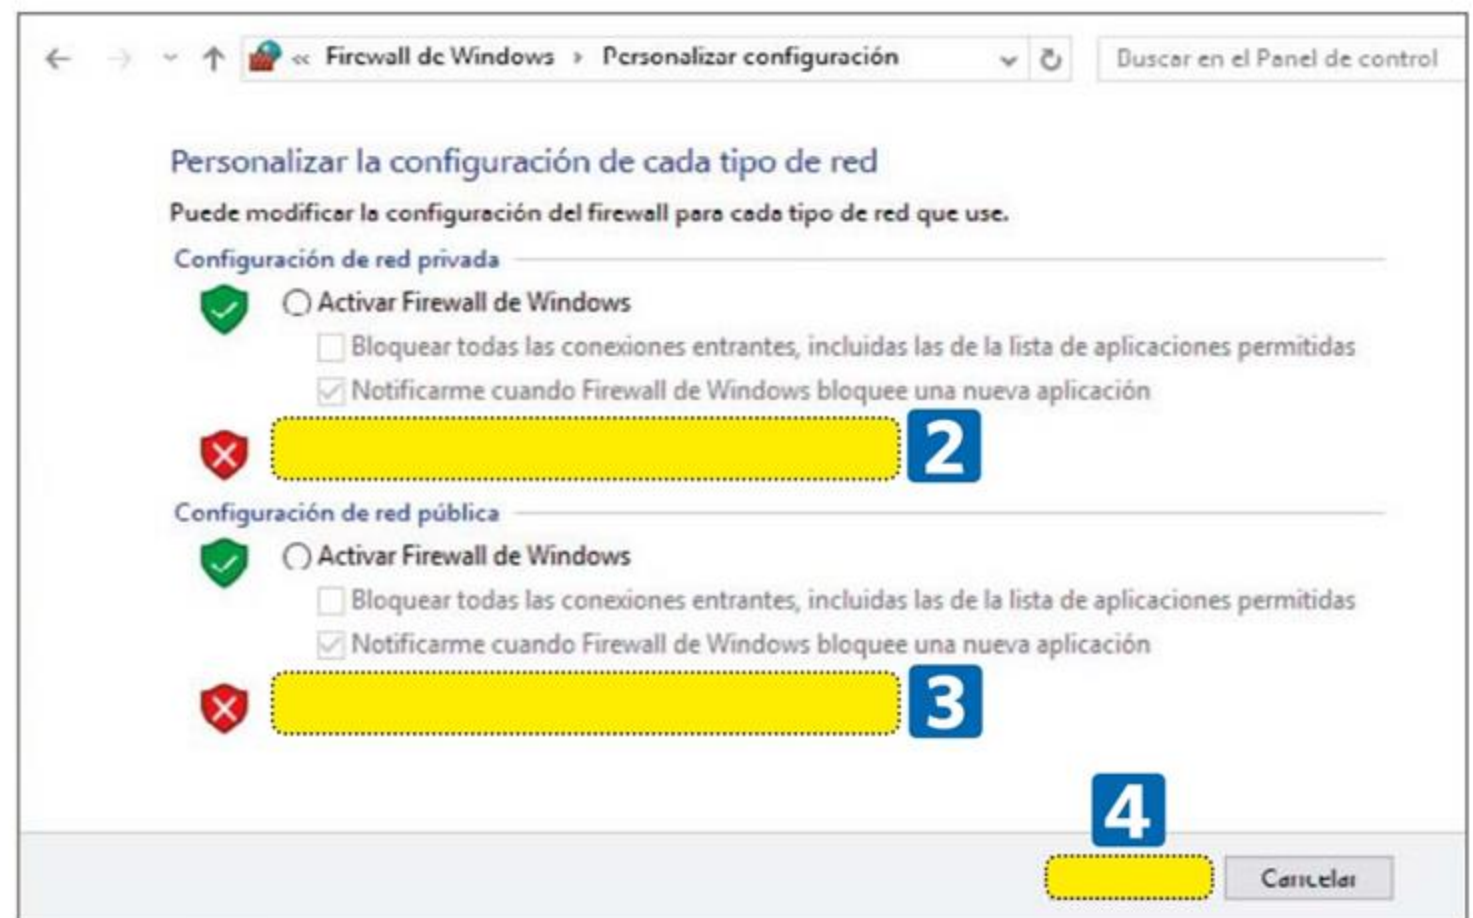 « Firewall de Windows › Personalizar configuración
Buscar en el Panel de control
Personalizar la configuración de cada tipo de red
Puede modificar la configuración del firewall para cada tipo de red que use.
Configuración de red privada
Activar Firewall de Windows
Bloquear todas las conexiones entrantes, incluidas las de la lista de aplicaciones permitidas
Notificarme cuando Firewall de Windows bloquee una nueva aplicación
2
Configuración de red pública
Activar Firewall de Windows
Bloquear todas las conexiones entrantes, incluidas las de la lista de aplicaciones permitidas
Notificarme cuando Firewall de Windows bloquee una nueva aplicación
3
4
Cancelar